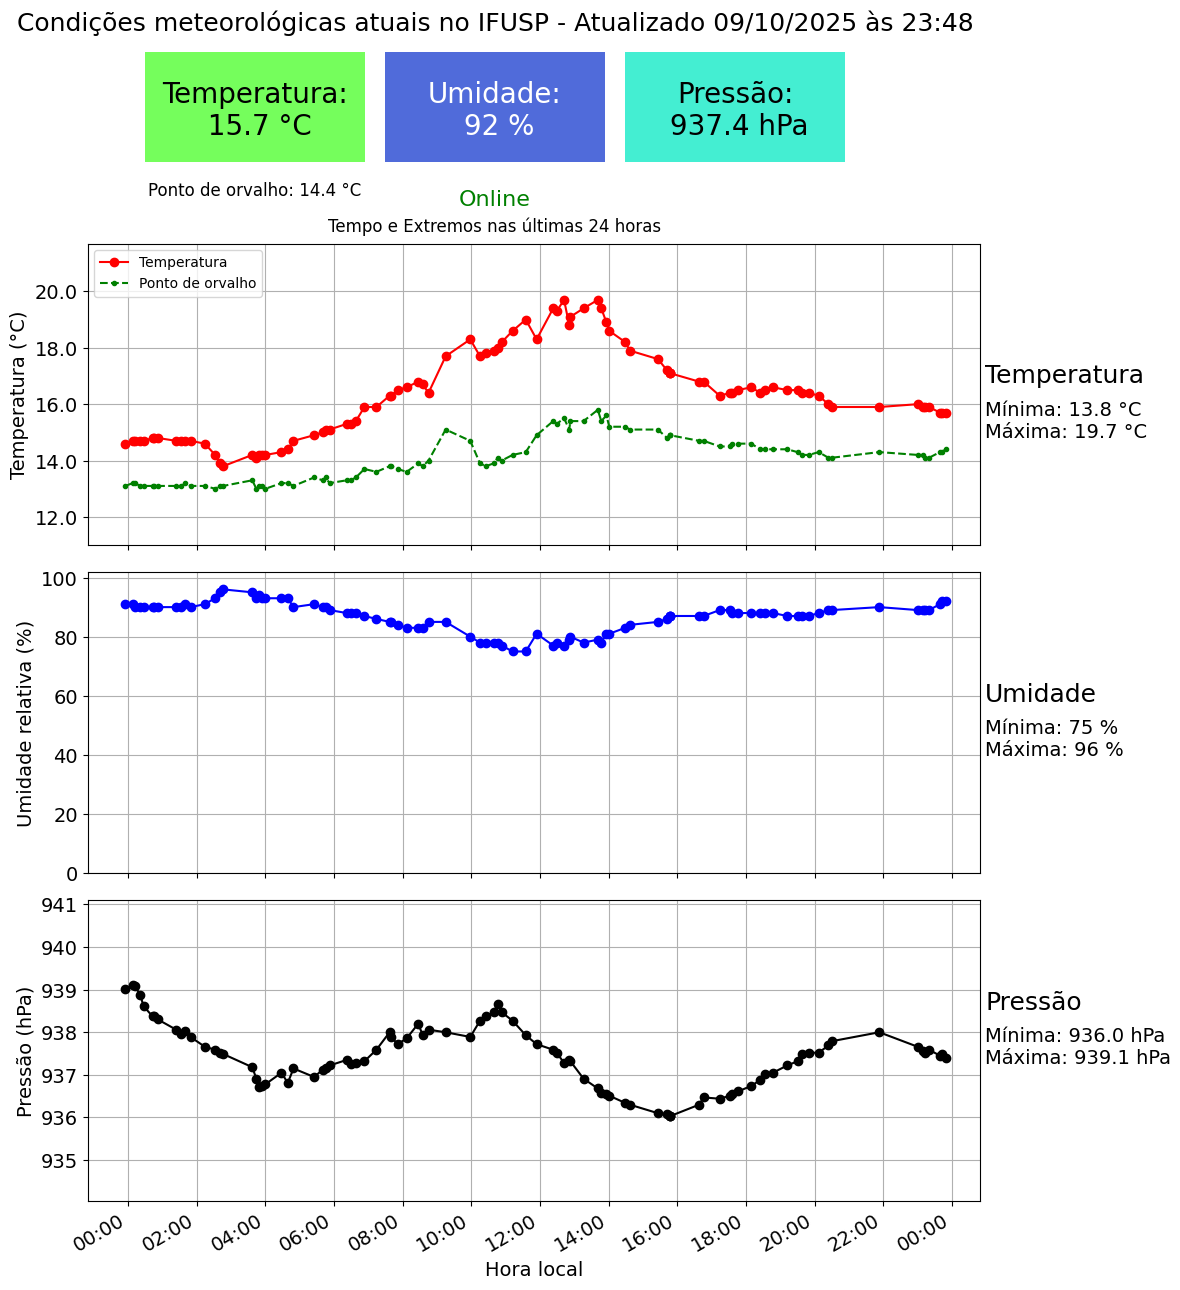 Condições meteorológicas atuais no IFUSP - Atualizado 09/10/2025 às 23:48
Temperatura:
15.7 °C
Umidade:
92 %
Pressão:
937.4 hPa
Ponto de orvalho: 14.4 °C
Online
Tempo e Extremos nas últimas 24 horas
Temperatura
Ponto de orvalho
Temperatura (°C)
20.0
18.0
16.0
14.0
12.0
Temperatura
Mínima: 13.8 °C
Máxima: 19.7 °C
Umidade relativa (%)
100
80
60
40
20
0
Umidade
Mínima: 75 %
Máxima: 96 %
Pressão (hPa)
941
940
939
938
937
936
935
Pressão
Mínima: 936.0 hPa
Máxima: 939.1 hPa
00:00 02:00 04:00 06:00 08:00 10:00 12:00 14:00 16:00 18:00 20:00 22:00 00:00
Hora local